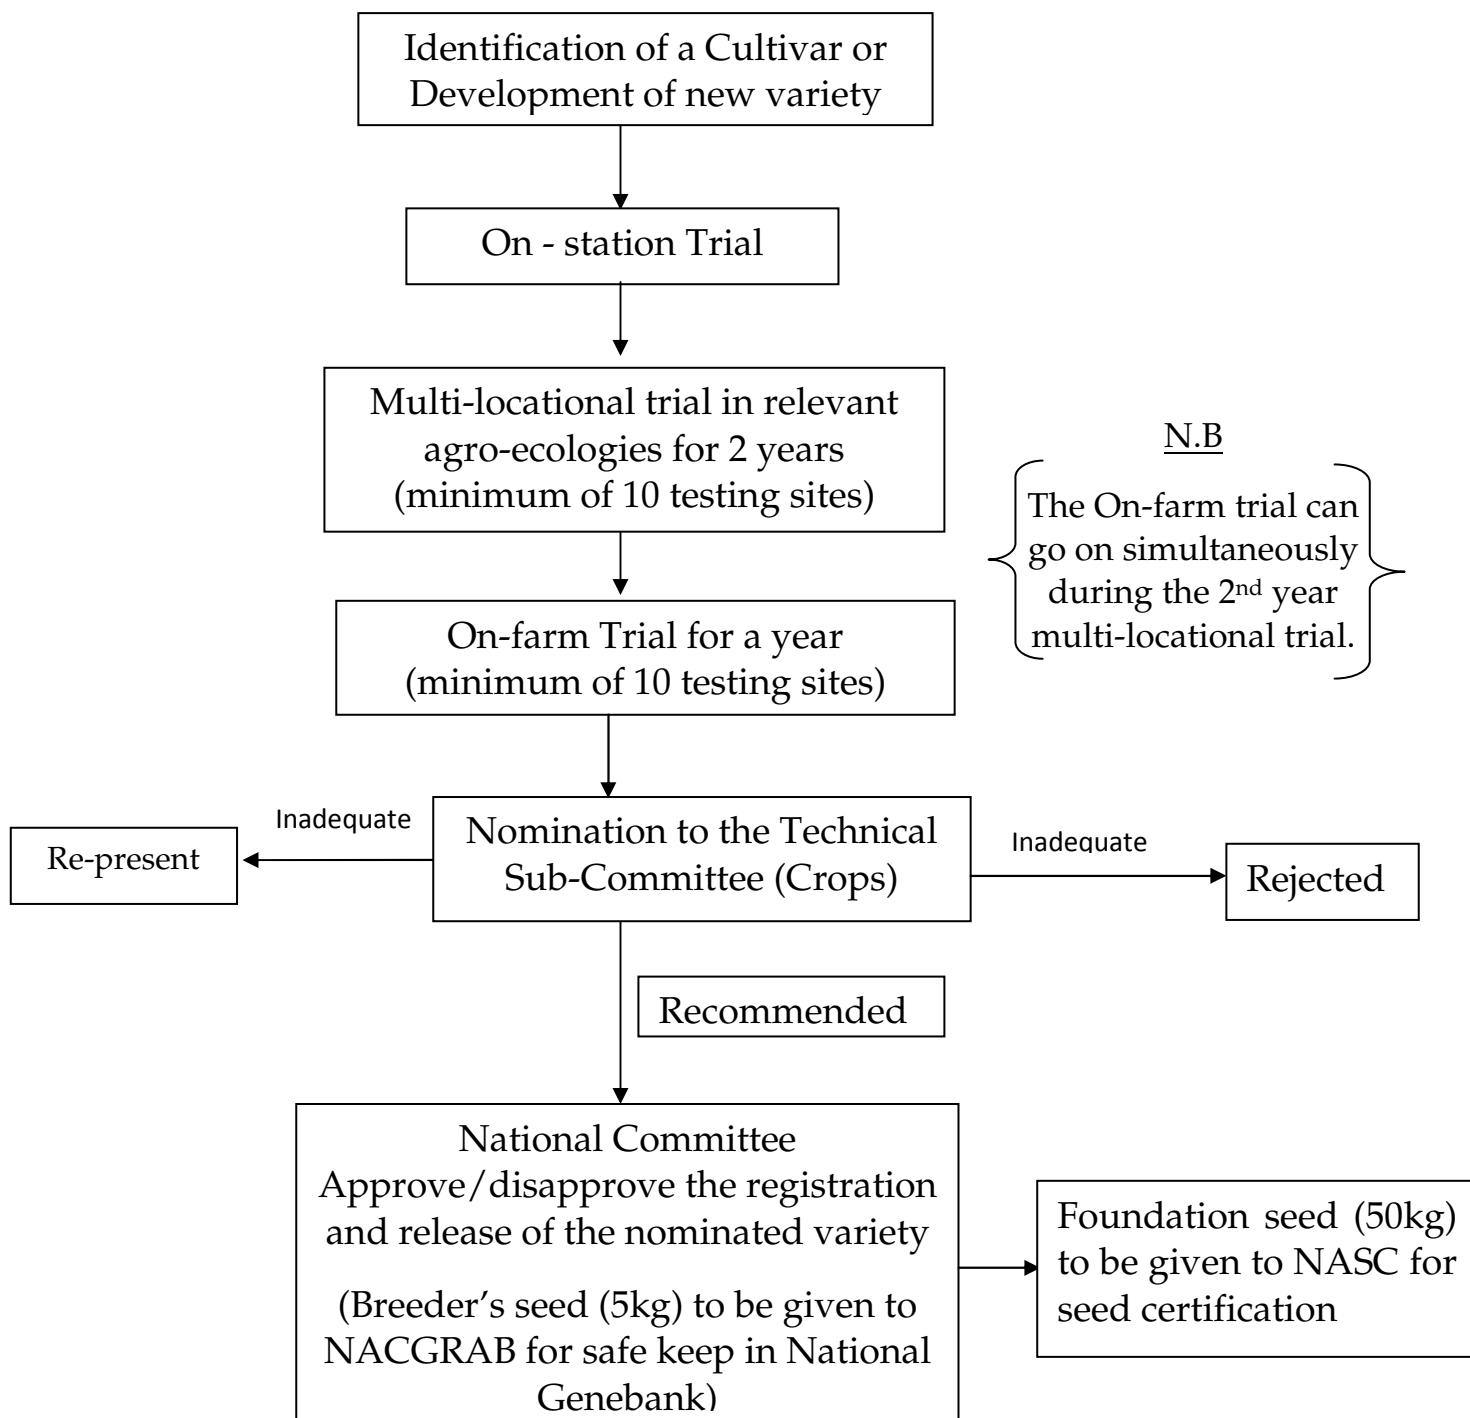 Identification of a Cultivar or
Development of new variety
On - station Trial
Multi-locational trial in relevant
agro-ecologies for 2 years
(minimum of 10 testing sites)
N.B
The On-farm trial can
go on simultaneously
during the 2nd year
multi-locational trial.
On-farm Trial for a year
(minimum of 10 testing sites)
Inadequate
Re-present
Nomination to the Technical
Sub-Committee (Crops)
Inadequate
Rejected
Recommended
National Committee
Approve/disapprove the registration
and release of the nominated variety
(Breeder’s seed (5kg) to be given to
NACGRAB for safe keep in National
Genebank)
Foundation seed (50kg)
to be given to NASC for
seed certification